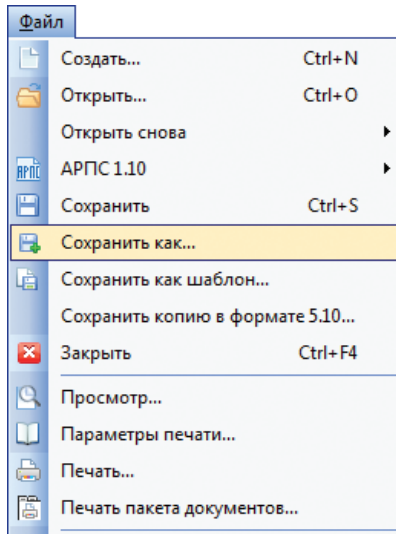 Файл
Создать... Ctrl+N
Открыть... Ctrl+O
Открыть снова
АРПС АРПС 1.10
Сохранить Ctrl+S
Сохранить как...
Сохранить как шаблон...
Сохранить копию в формате 5.10...
Закрыть Ctrl+F4
Просмотр...
Параметры печати...
Печать...
Печать пакета документов...